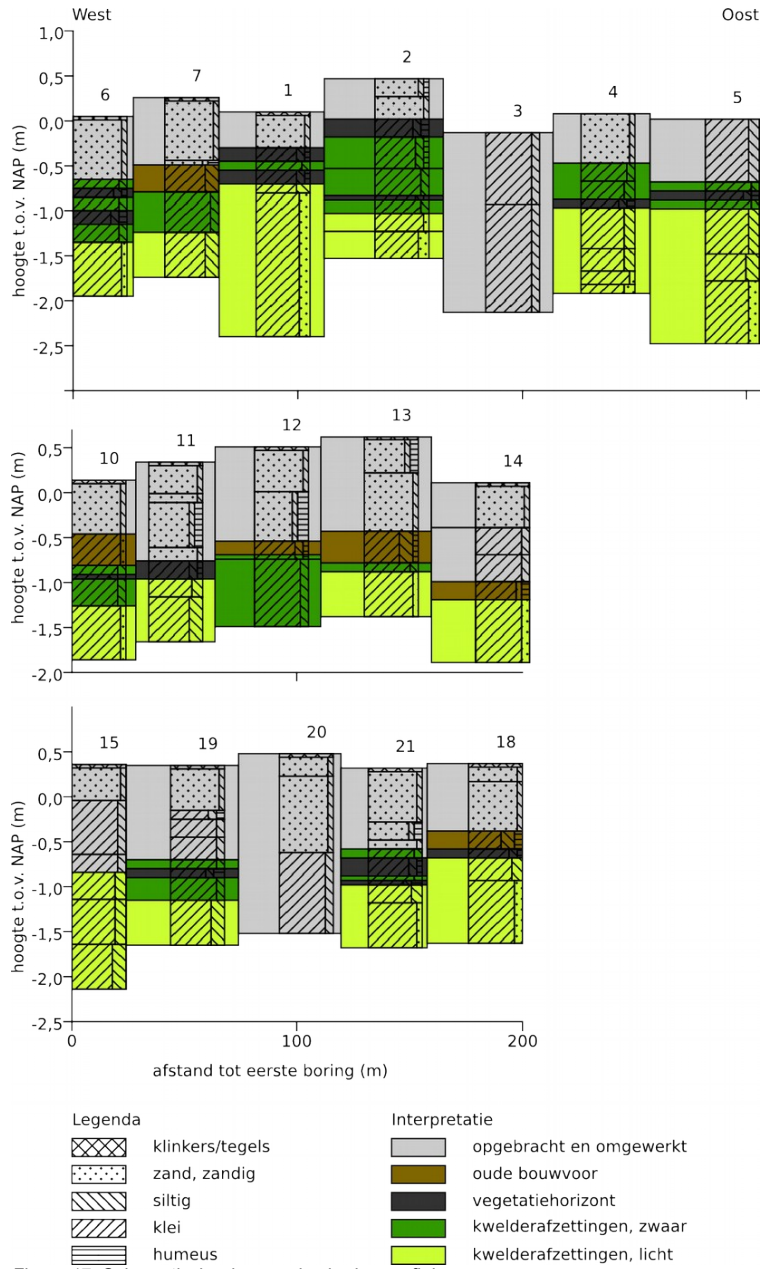 West Oost
hoogte t.o.v. NAP (m)
1,0
0,5
0,0
-0,5
-1,0
-1,5
-2,0
-2,5
6 7 1 2 3 4 5
hoogte t.o.v. NAP (m)
0,5
0,0
-0,5
-1,0
-1,5
-2,0
10 11 12 13 14
hoogte t.o.v. NAP (m)
0,5
0,0
-0,5
-1,0
-1,5
-2,0
-2,5
15 19 20 21 18
0 100 200
afstand tot eerste boring (m)
Legenda
klinkers/tegels
zand, zandig
siltig
klei
humeus
Interpretatie
opgebracht en omgewerkt
oude bouwvoor
vegetatiehorizont
kwelderafzettingen, zwaar
kwelderafzettingen, licht